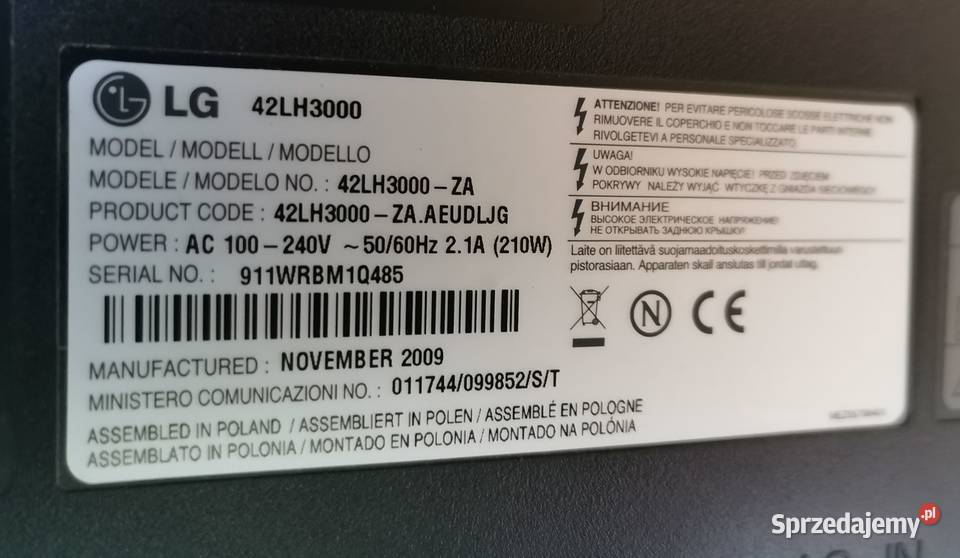 LG 42LH3000
MODEL / MODELL / MODELLO
MODELE / MODELO NO. : 42LH3000-ZA
PRODUCT CODE : 42LH3000-ZA.AEUDLJG
POWER : AC 100-240V ~50/60Hz 2.1A (210W)
SERIAL NO. : 911WRBM1Q485
MANUFACTURED : NOVEMBER 2009
MINISTERO COMUNICAZIONI NO. : 011744/099852/S/T
ASSEMBLED IN POLAND / ASSEMBLIERT IN POLEN / ASSEMBLÉ EN POLOGNE
ASSEMBLATO IN POLONIA / MONTADO EN POLONIA / MONTADO NA POLÓNIA
ATTENZIONE! PER EVITARE PERICOLOSE SCOSSE ELETTRICHE NON
RIMUOVERE IL COPERCHIO E NON TOCCARE LE PARTI INTERNE.
RIVOLGETEVI A PERSONALE SPECIALIZZATO.
UWAGA!
W ODBIORNIKU WYSOKIE NAPIĘCIE! PRZED ZDJĘCIEM
POKRYWY NALEŻY WYJĄĆ WTYCZKĘ Z GNIAZDA SIECIOWEGO!
ВНИМАНИЕ
ВЫСОКОЕ ЭЛЕКТРИЧЕСКОЕ НАПРЯЖЕНИЕ!
НЕ ОТКРЫВАТЬ ЗАДНЮЮ КРЫШКУ!
Laite on liitettävä suojamaadoituskoskettimilla varustettuun
pistorasiaan. Apparaten skall anslutas till jordat uttag.
N
CE
Sprzedajemy.pl